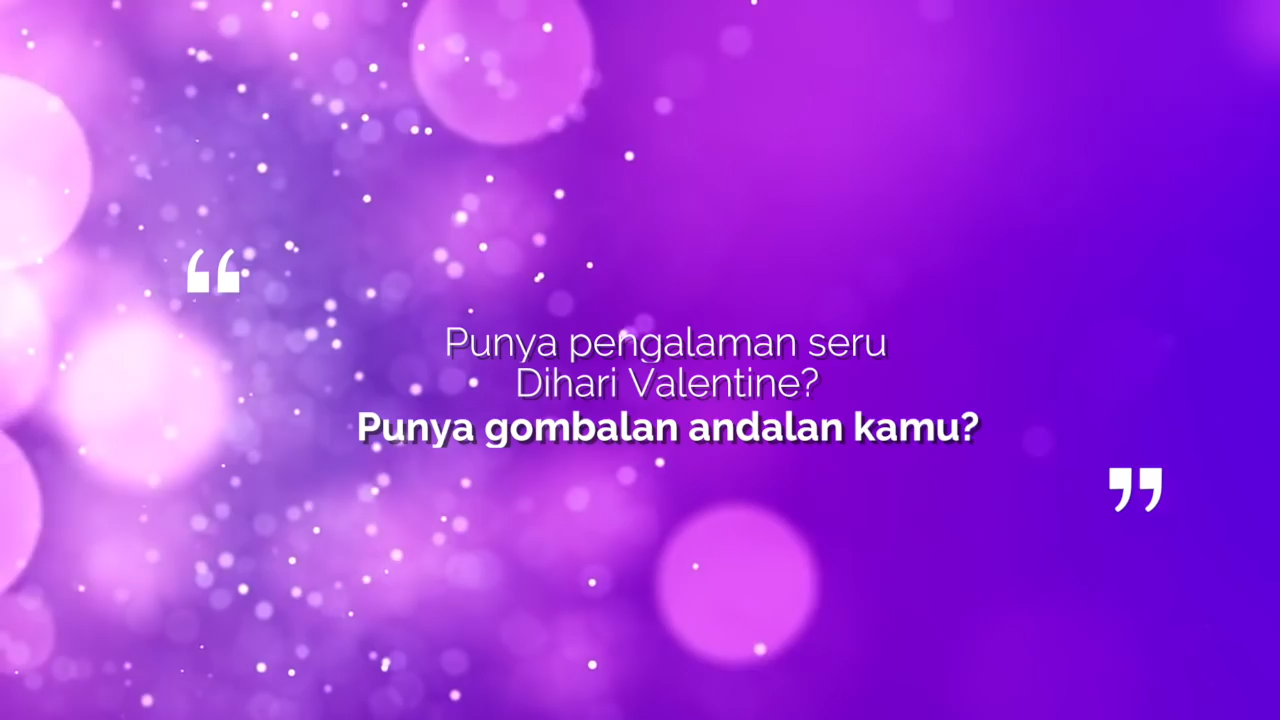 “
Punya pengalaman seru
Dihari Valentine?
Punya gombalan andalan kamu?
”